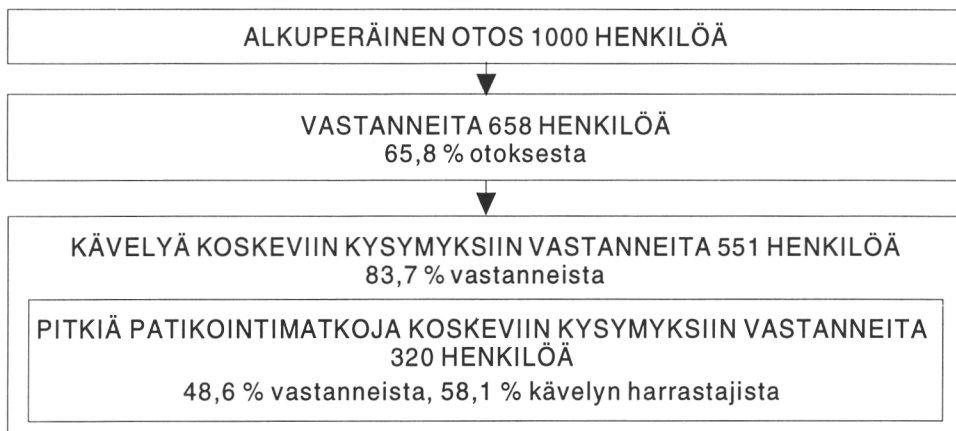 ALKUPERÄINEN OTOS 1000 HENKILÖÄ
VASTANNEITA 658 HENKILÖÄ
65,8 % otoksesta
KÄVELYÄ KOSKEVIIN KYSYMYKSIIN VASTANNEITA 551 HENKILÖÄ
83,7 % vastanneista
PITKIÄ PATIKOINTIMATKOJA KOSKEVIIN KYSYMYKSIIN VASTANNEITA
320 HENKILÖÄ
48,6 % vastanneista, 58,1 % kävelyn harrastajista